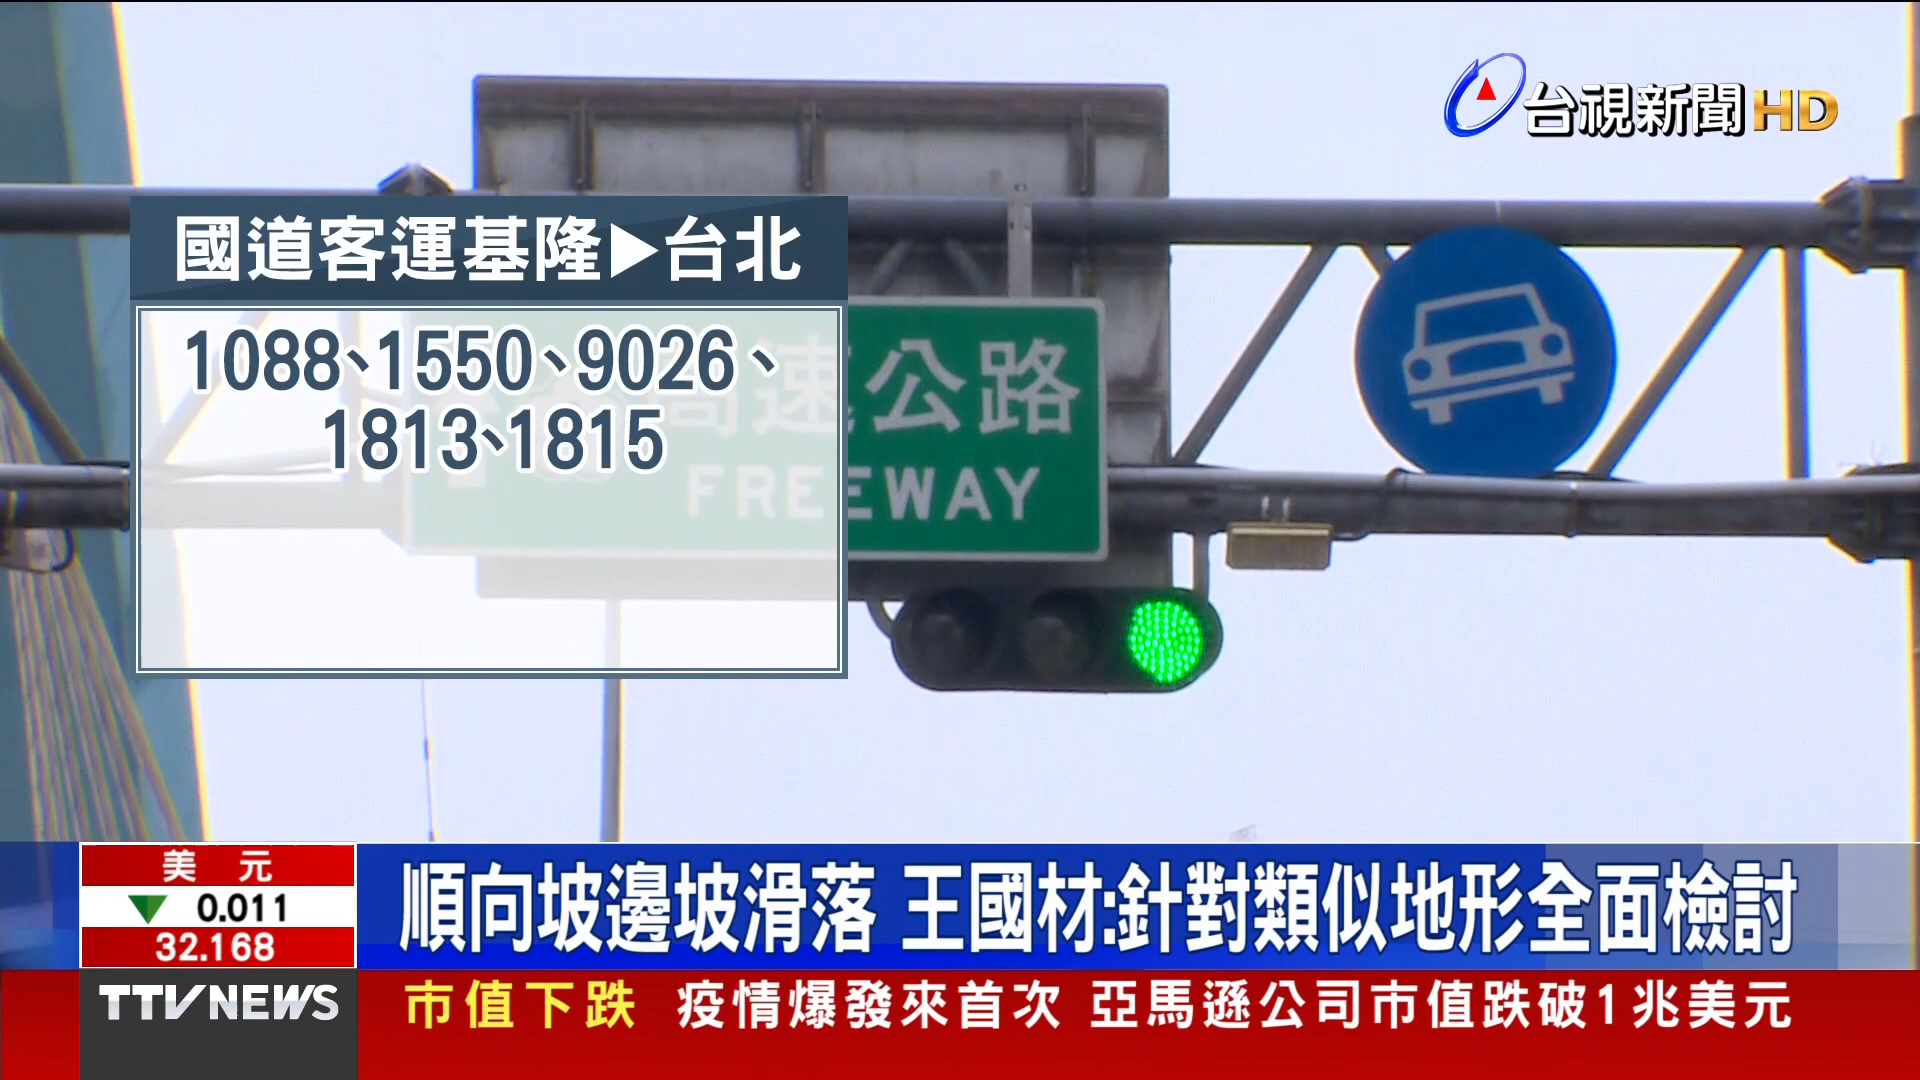 台視新聞HD
國道客運基隆▶台北
1088、1550、9026、
1813、1815
高速公路
FREEWAY
美元
▼ 0.011
32.168
順向坡邊坡滑落 王國材:針對類似地形全面檢討
TTV NEWS
市值下跌 疫情爆發來首次 亞馬遜公司市值跌破1兆美元